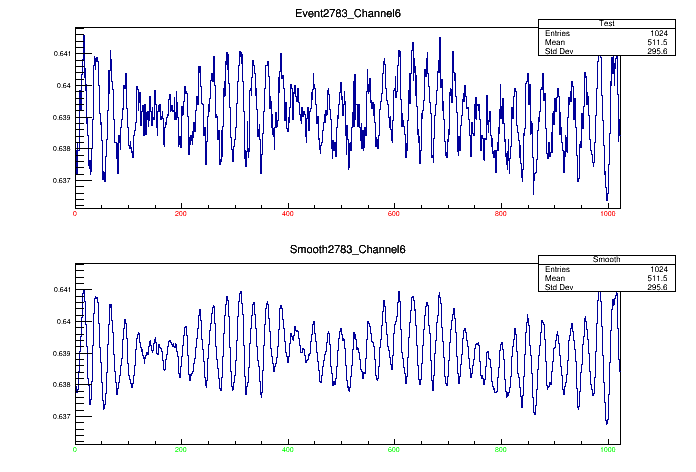 Event2783_Channel6
Test
Entries 1024
Mean 511.5
Std Dev 295.6
0.641
0.64
0.639
0.638
0.637
0 200 400 600 800 1000
Smooth2783_Channel6
Smooth
Entries 1024
Mean 511.5
Std Dev 295.6
0.641
0.64
0.639
0.638
0.637
0 200 400 600 800 1000